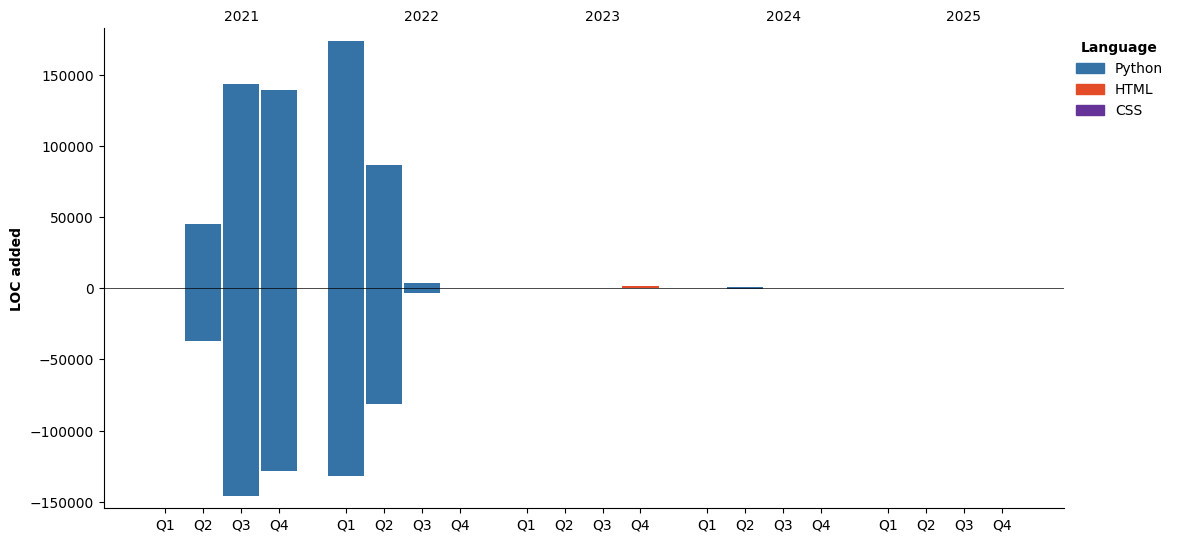 2021 2022 2023 2024 2025
Language
Python
HTML
CSS
LOC added
150000
100000
50000
0
−50000
−100000
−150000
Q1 Q2 Q3 Q4 Q1 Q2 Q3 Q4 Q1 Q2 Q3 Q4 Q1 Q2 Q3 Q4 Q1 Q2 Q3 Q4